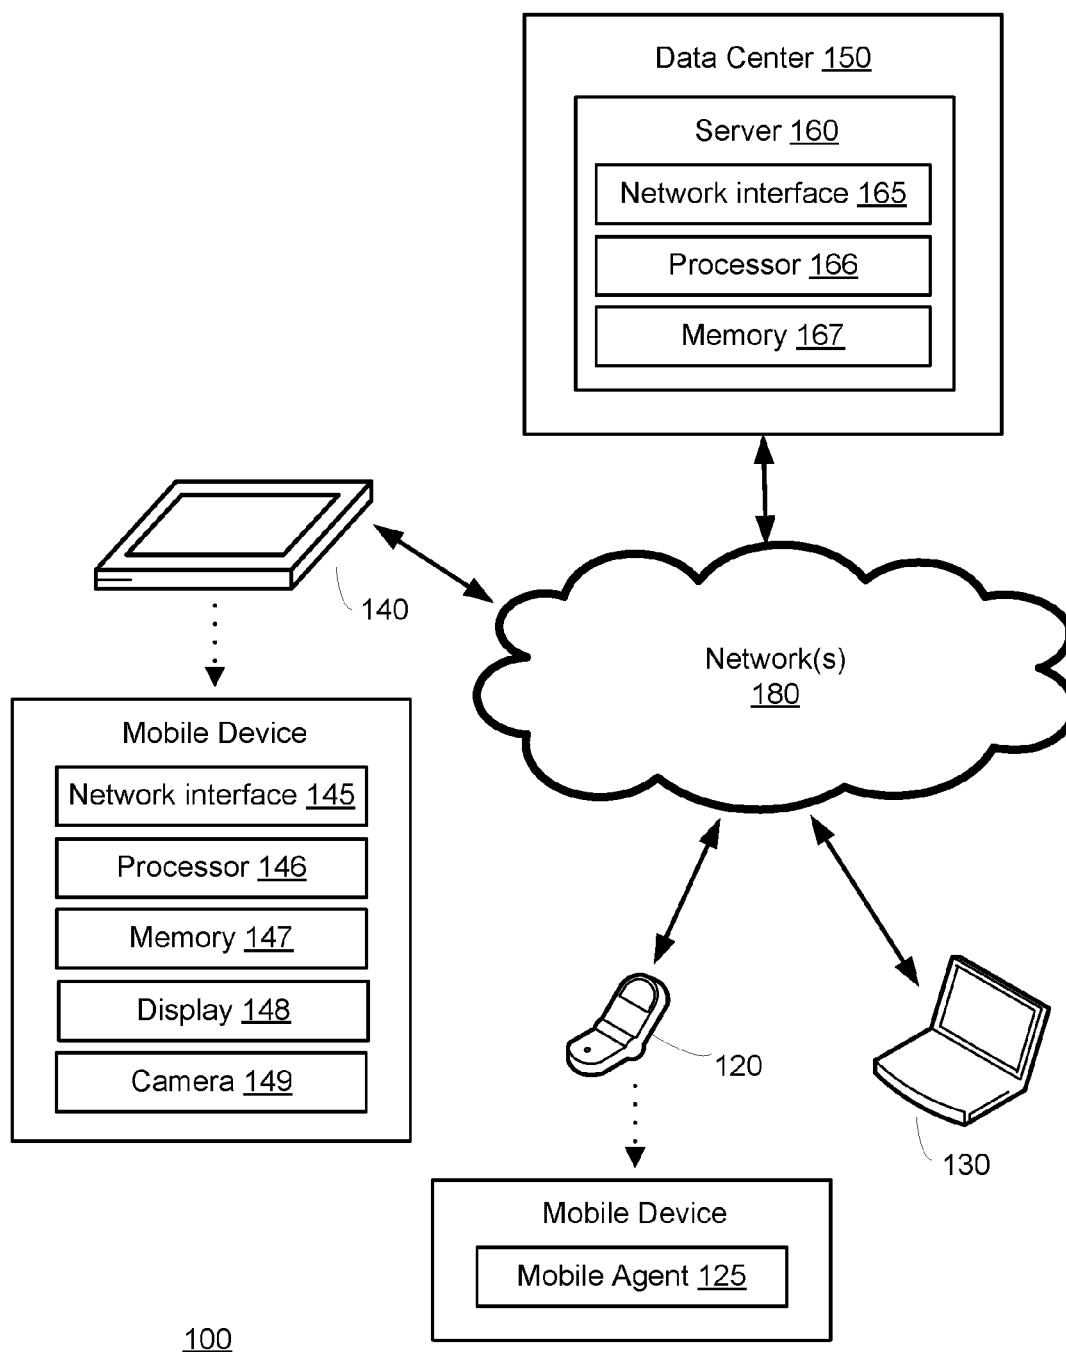 Data Center 150
Server 160
Network interface 165
Processor 166
Memory 167
140
Network(s)
180
Mobile Device
Network interface 145
Processor 146
Memory 147
Display 148
Camera 149
120
130
Mobile Device
Mobile Agent 125
100